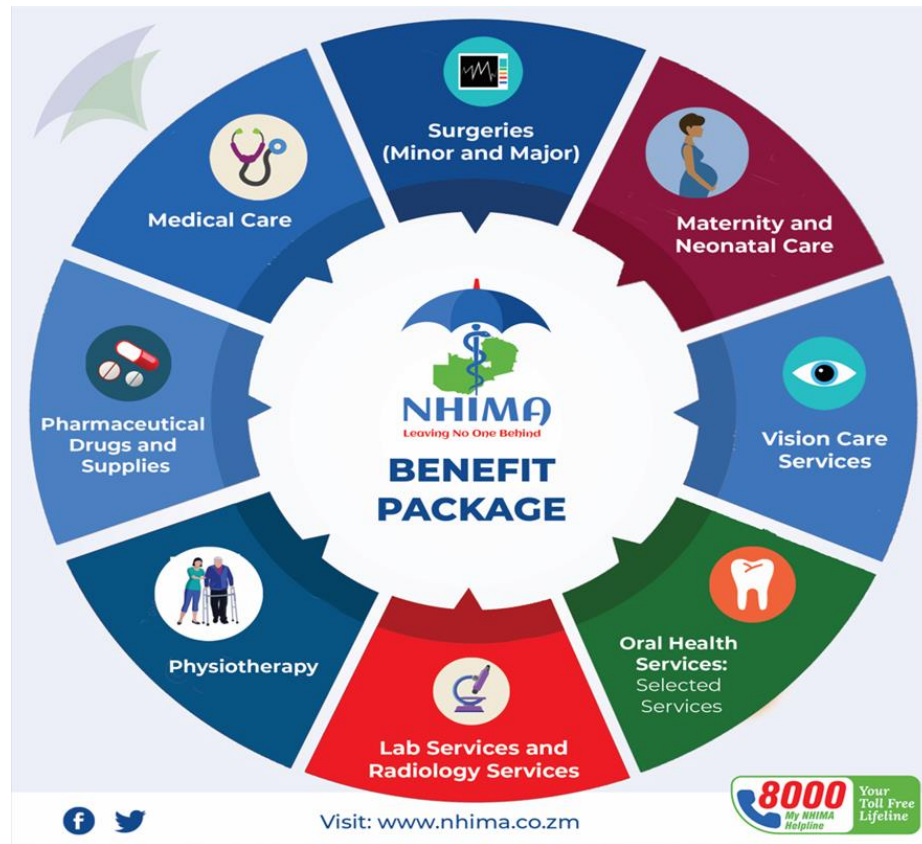 Surgeries
(Minor and Major)
Maternity and
Neonatal Care
Vision Care
Services
Oral Health
Services:
Selected
Services
Lab Services and
Radiology Services
Physiotherapy
Pharmaceutical
Drugs and
Supplies
Medical Care
NHIMA
Leaving No One Behind
BENEFIT
PACKAGE
Visit: www.nhima.co.zm
8000
My NHIMA
Helpline
Your
Toll Free
Lifeline